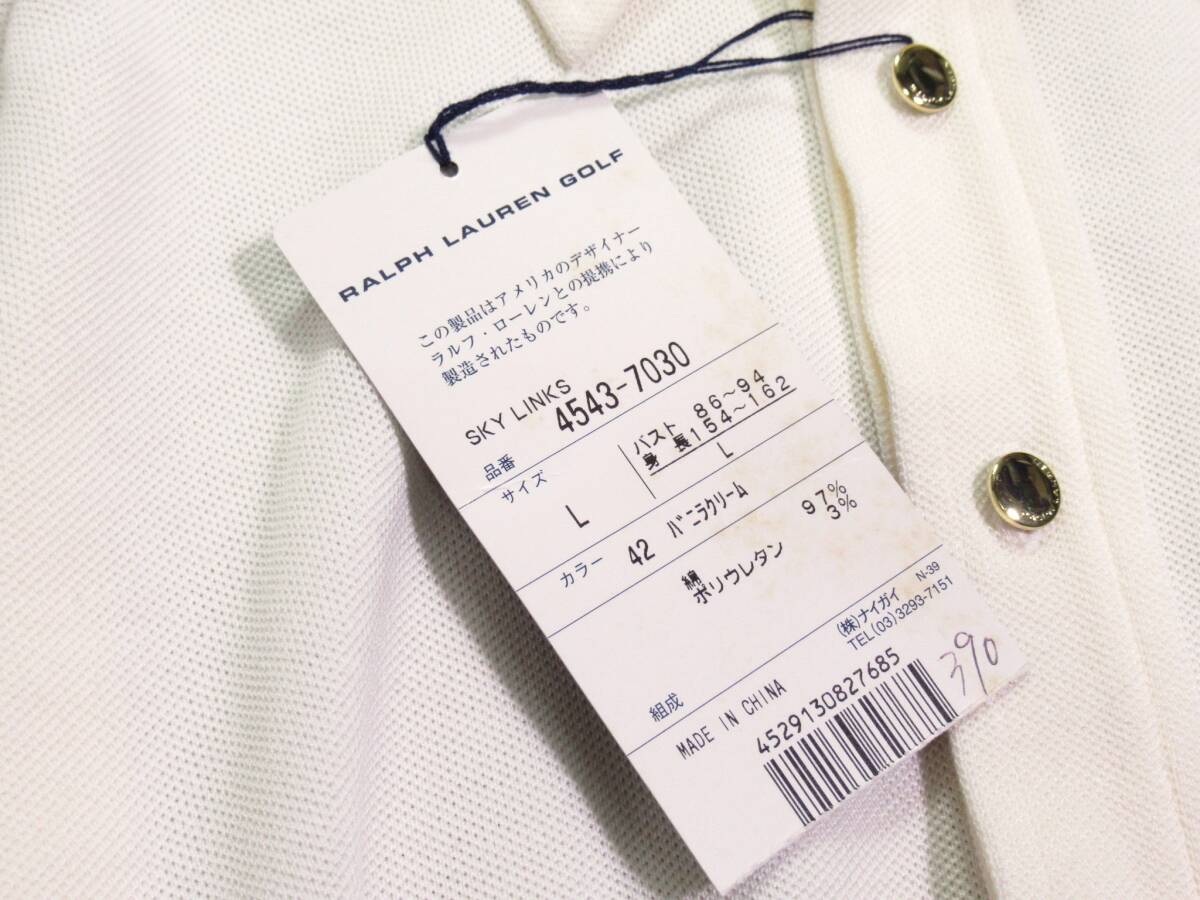 RALPH LAUREN GOLF
この製品はアメリカのデザイナー
ラルフ・ローレンとの提携により
製造されたものです。
SKY LINKS
品番 4543-7030
サイズ L
バスト 86〜94
身長154〜162
L
カラー 42 バニラクリーム
綿 97%
ポリウレタン 3%
組成
(株)ナイガイ N-39
TEL(03)3293-7151
MADE IN CHINA
4529130827685
390